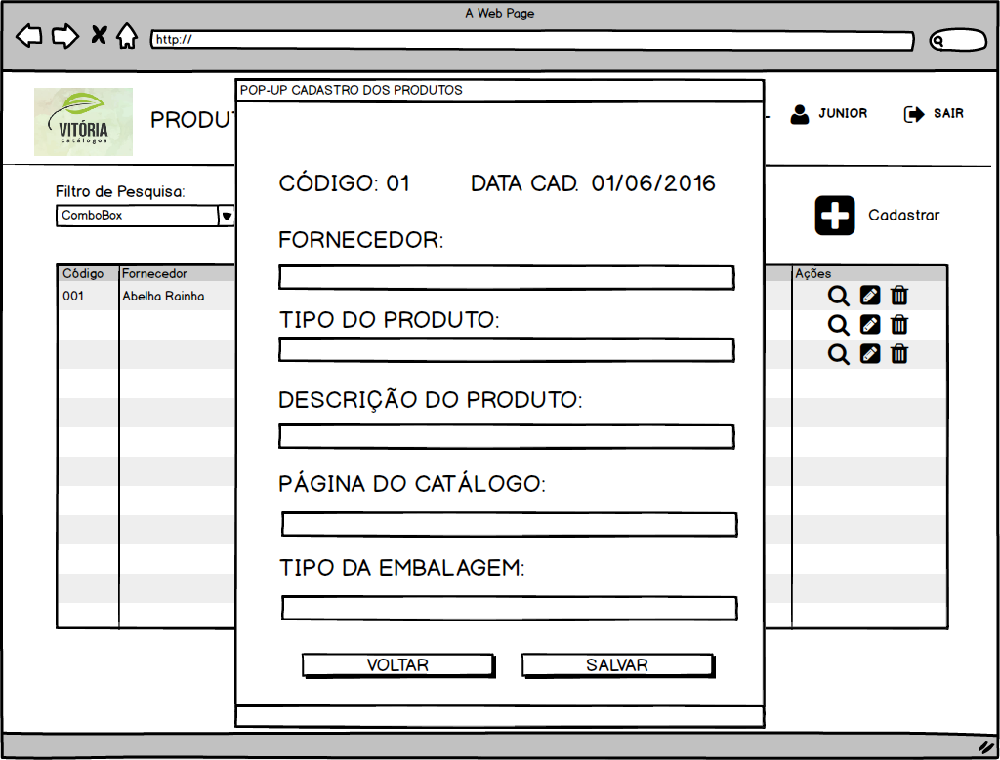 A Web Page
http://
POP-UP CADASTRO DOS PRODUTOS
VITÓRIA
catálogos
JUNIOR
SAIR
CÓDIGO: 01
DATA CAD. 01/06/2016
Filtro de Pesquisa:
ComboBox
Cadastrar
FORNECEDOR:
Código Fornecedor
Ações
001 Abelha Rainha
TIPO DO PRODUTO:
DESCRIÇÃO DO PRODUTO:
PÁGINA DO CATÁLOGO:
TIPO DA EMBALAGEM:
VOLTAR
SALVAR